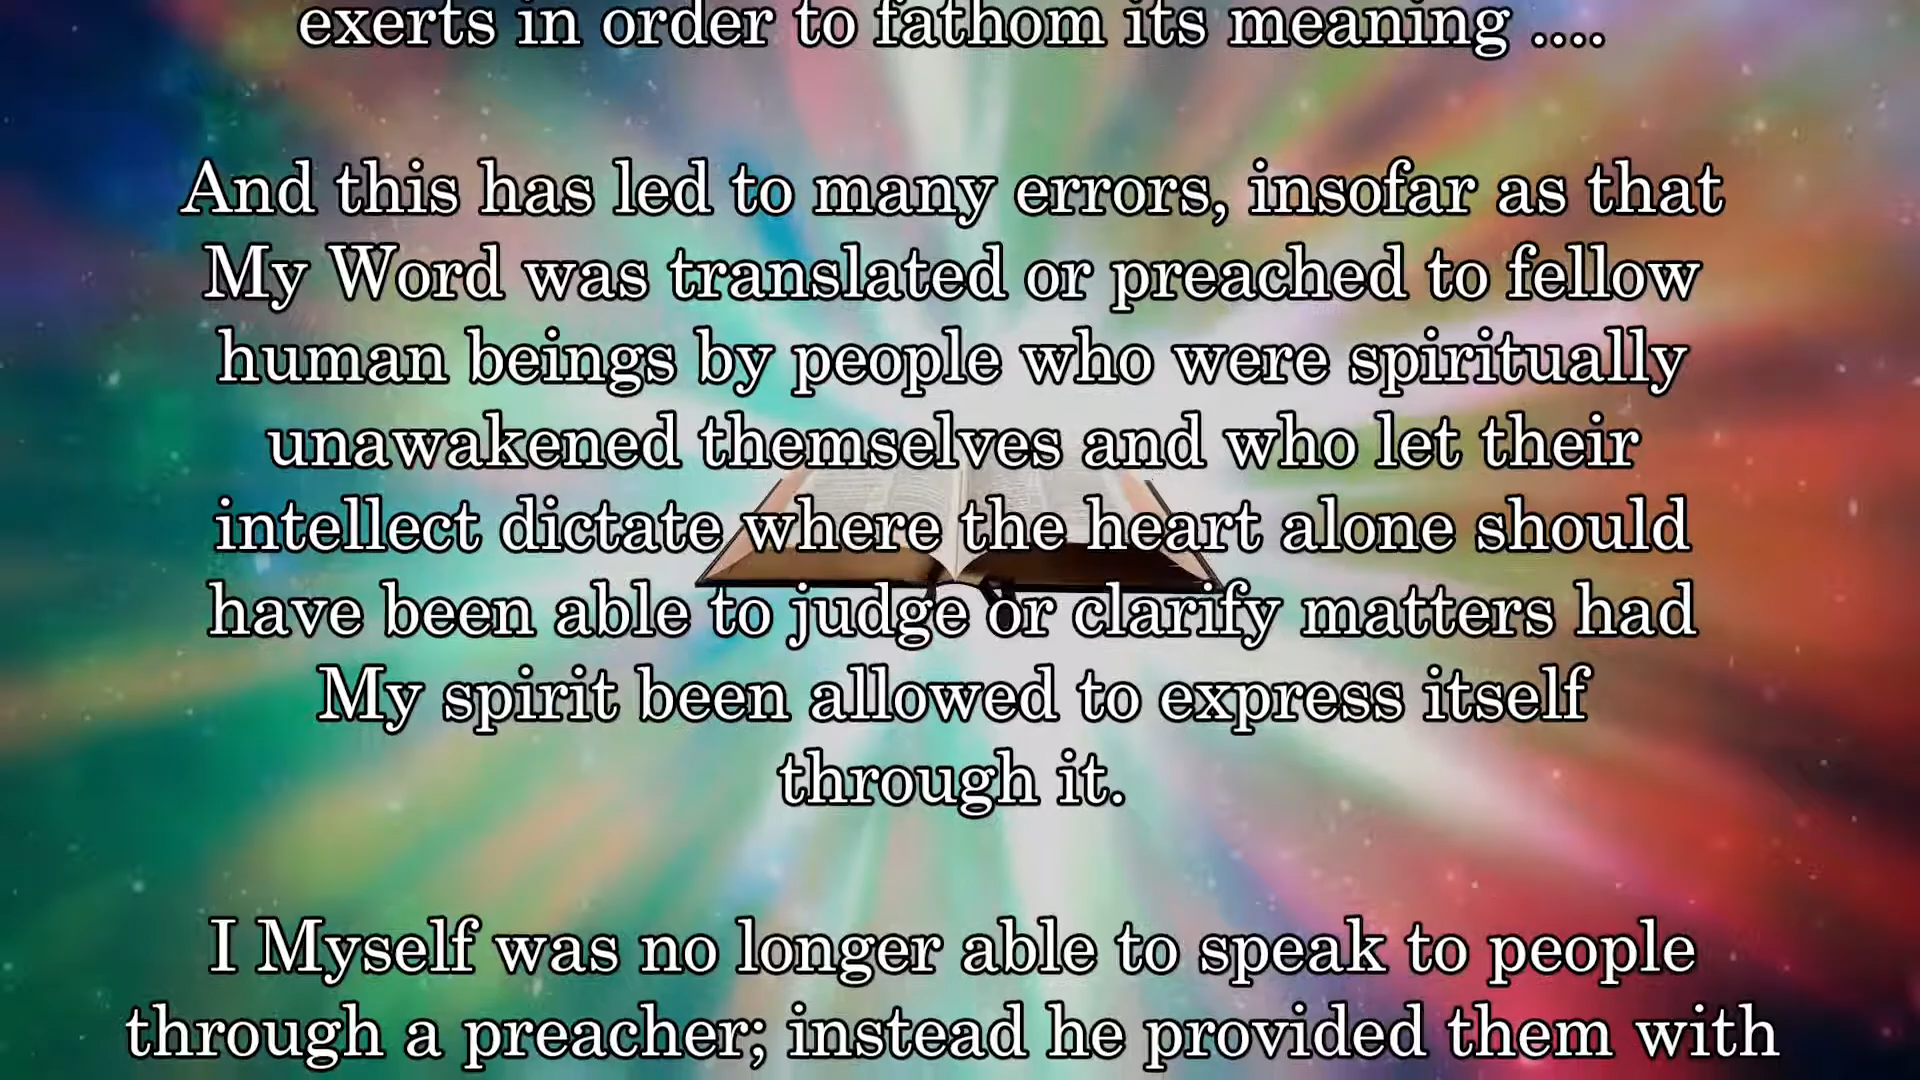 exerts in order to fathom its meaning ....
And this has led to many errors, insofar as that
My Word was translated or preached to fellow
human beings by people who were spiritually
unawakened themselves and who let their
intellect dictate where the heart alone should
have been able to judge or clarify matters had
My spirit been allowed to express itself
through it.
I Myself was no longer able to speak to people
through a preacher; instead he provided them with